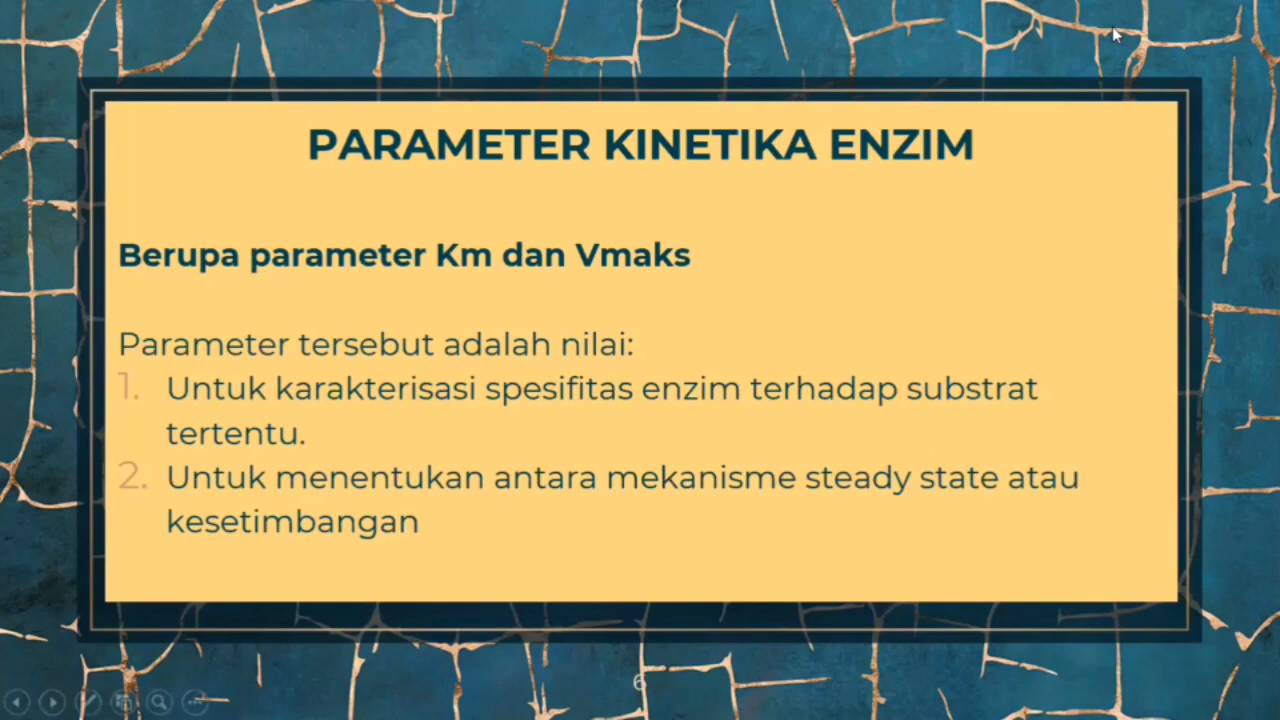 PARAMETER KINETIKA ENZIM
Berupa parameter Km dan Vmaks
Parameter tersebut adalah nilai:
1. Untuk karakterisasi spesifitas enzim terhadap substrat
tertentu.
2. Untuk menentukan antara mekanisme steady state atau
kesetimbangan
6